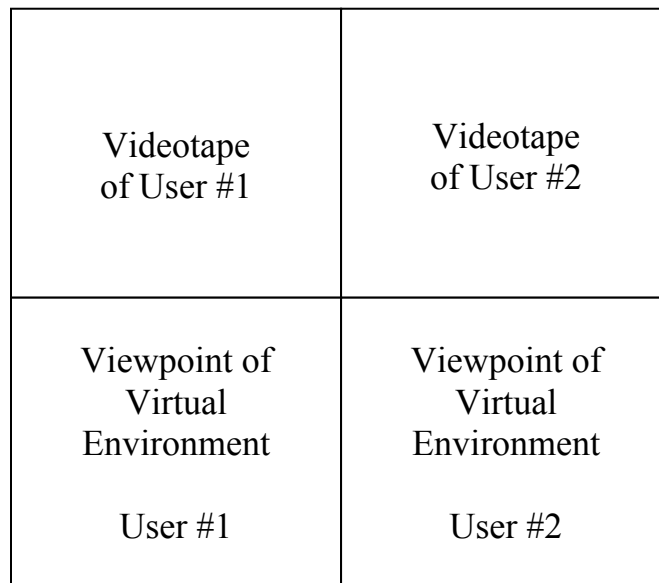 Videotape
of User #1
Videotape
of User #2
Viewpoint of
Virtual
Environment
User #1
Viewpoint of
Virtual
Environment
User #2